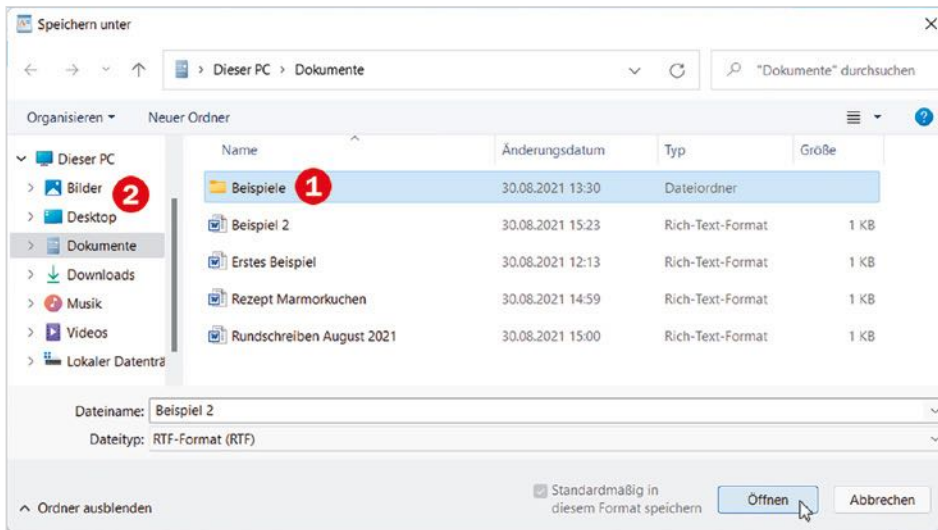 Speichern unter
Dieser PC > Dokumente
"Dokumente" durchsuchen
Organisieren
Neuer Ordner
Name Änderungsdatum Typ Größe
Dieser PC
Bilder
Desktop
Dokumente
Downloads
Musik
Videos
Lokaler Datenträ
2
Beispiele 1 30.08.2021 13:30 Dateiordner
Beispiel 2 30.08.2021 15:23 Rich-Text-Format 1 KB
Erstes Beispiel 30.08.2021 12:13 Rich-Text-Format 1 KB
Rezept Marmorkuchen 30.08.2021 14:59 Rich-Text-Format 1 KB
Rundschreiben August 2021 30.08.2021 15:00 Rich-Text-Format 1 KB
Dateiname: Beispiel 2
Dateityp: RTF-Format (RTF)
Ordner ausblenden
Standardmäßig in
diesem Format speichern
Öffnen
Abbrechen